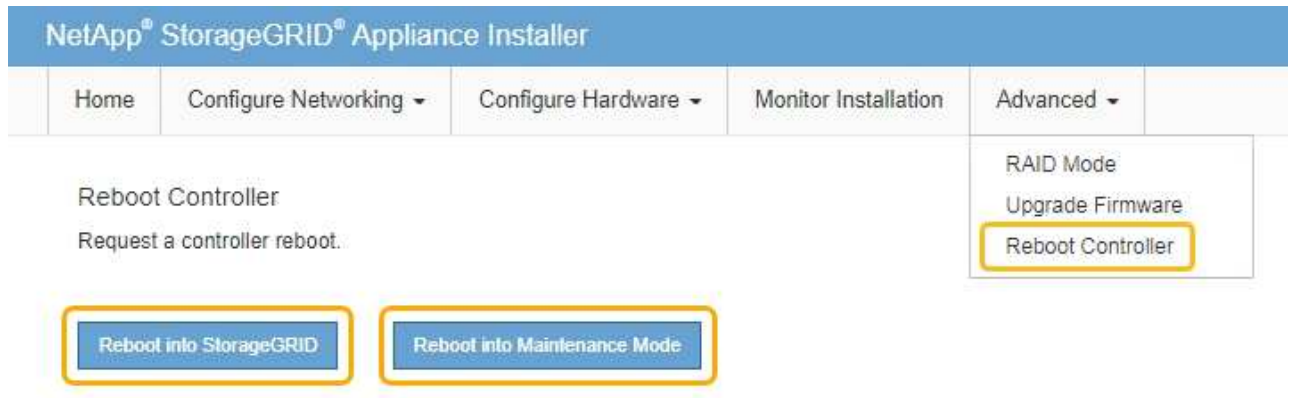 NetApp® StorageGRID® Appliance Installer
Home Configure Networking Configure Hardware Monitor Installation Advanced
RAID Mode
Upgrade Firmware
Reboot Controller
Reboot Controller
Request a controller reboot.
Reboot into StorageGRID Reboot into Maintenance Mode